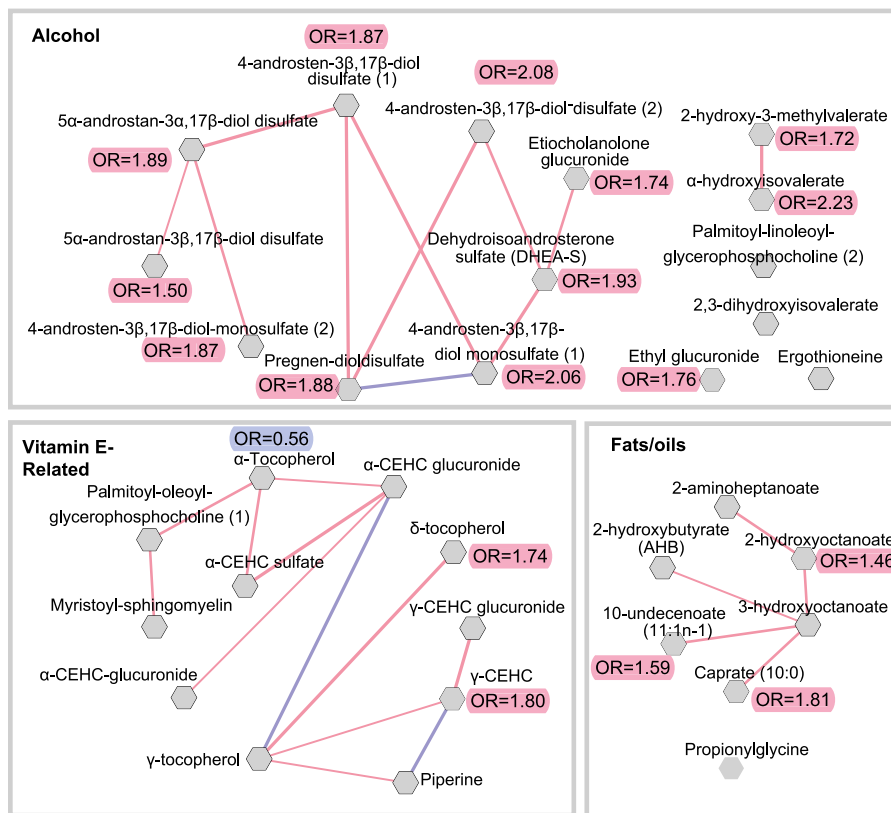 Alcohol
OR=1.87
4-androsten-3β,17β-diol
disulfate (1)
OR=2.08
4-androsten-3β,17β-diol-disulfate (2)
5α-androstan-3α,17β-diol disulfate
OR=1.89
Etiocholanolone
glucuronide
OR=1.74
2-hydroxy-3-methylvalerate
OR=1.72
α-hydroxyisovalerate
OR=2.23
5α-androstan-3β,17β-diol disulfate
OR=1.50
Dehydroisoandrosterone
sulfate (DHEA-S)
OR=1.93
Palmitoyl-linoleoyl-
glycerophosphocholine (2)
2,3-dihydroxyisovalerate
4-androsten-3β,17β-diol-monosulfate (2)
OR=1.87
Pregnen-dioldisulfate
OR=1.88
4-androsten-3β,17β-
diol monosulfate (1)
OR=2.06
Ethyl glucuronide
OR=1.76
Ergothioneine
Vitamin E-
Related
OR=0.56
α-Tocopherol
α-CEHC glucuronide
Palmitoyl-oleoyl-
glycerophosphocholine (1)
δ-tocopherol
OR=1.74
α-CEHC sulfate
Myristoyl-sphingomyelin
γ-CEHC glucuronide
α-CEHC-glucuronide
γ-CEHC
OR=1.80
γ-tocopherol
Piperine
Fats/oils
2-aminoheptanoate
2-hydroxybutyrate
(AHB)
2-hydroxyoctanoate
OR=1.46
10-undecenoate
(11:1n-1)
3-hydroxyoctanoate
OR=1.59
Caprate (10:0)
OR=1.81
Propionylglycine